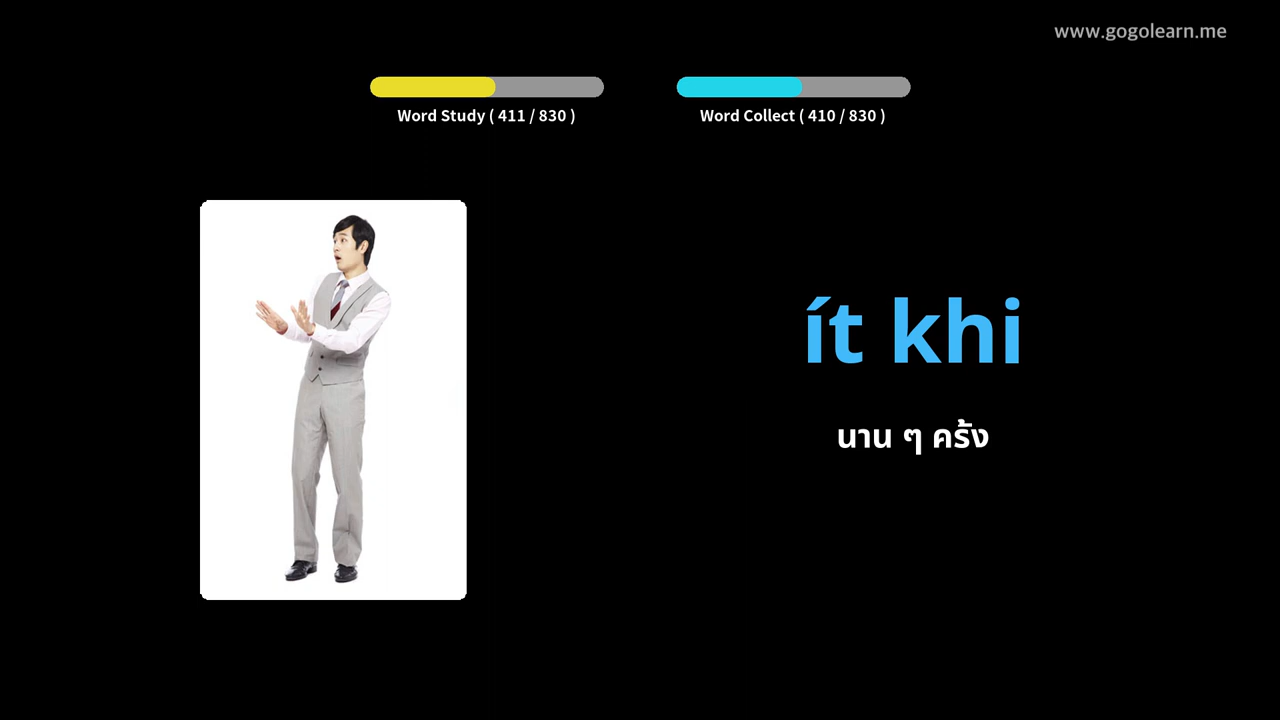 www.gogolearn.me
Word Study ( 411 / 830 )
Word Collect ( 410 / 830 )
ít khi
นาน ๆ ครั้ง